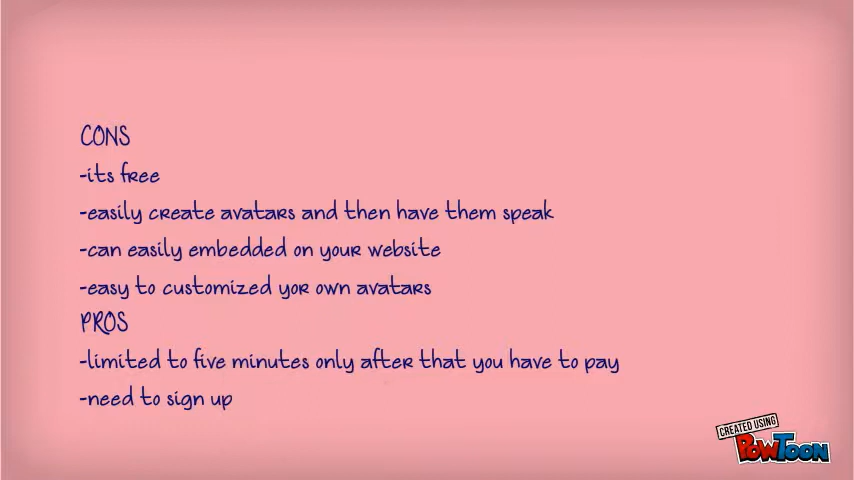 CONS
-its free
-easily create avatars and then have them speak
-can easily embedded on your website
-easy to customized yor own avatars
PROS
-limited to five minutes only after that you have to pay
-need to sign up
CREATED USING
POWTOON